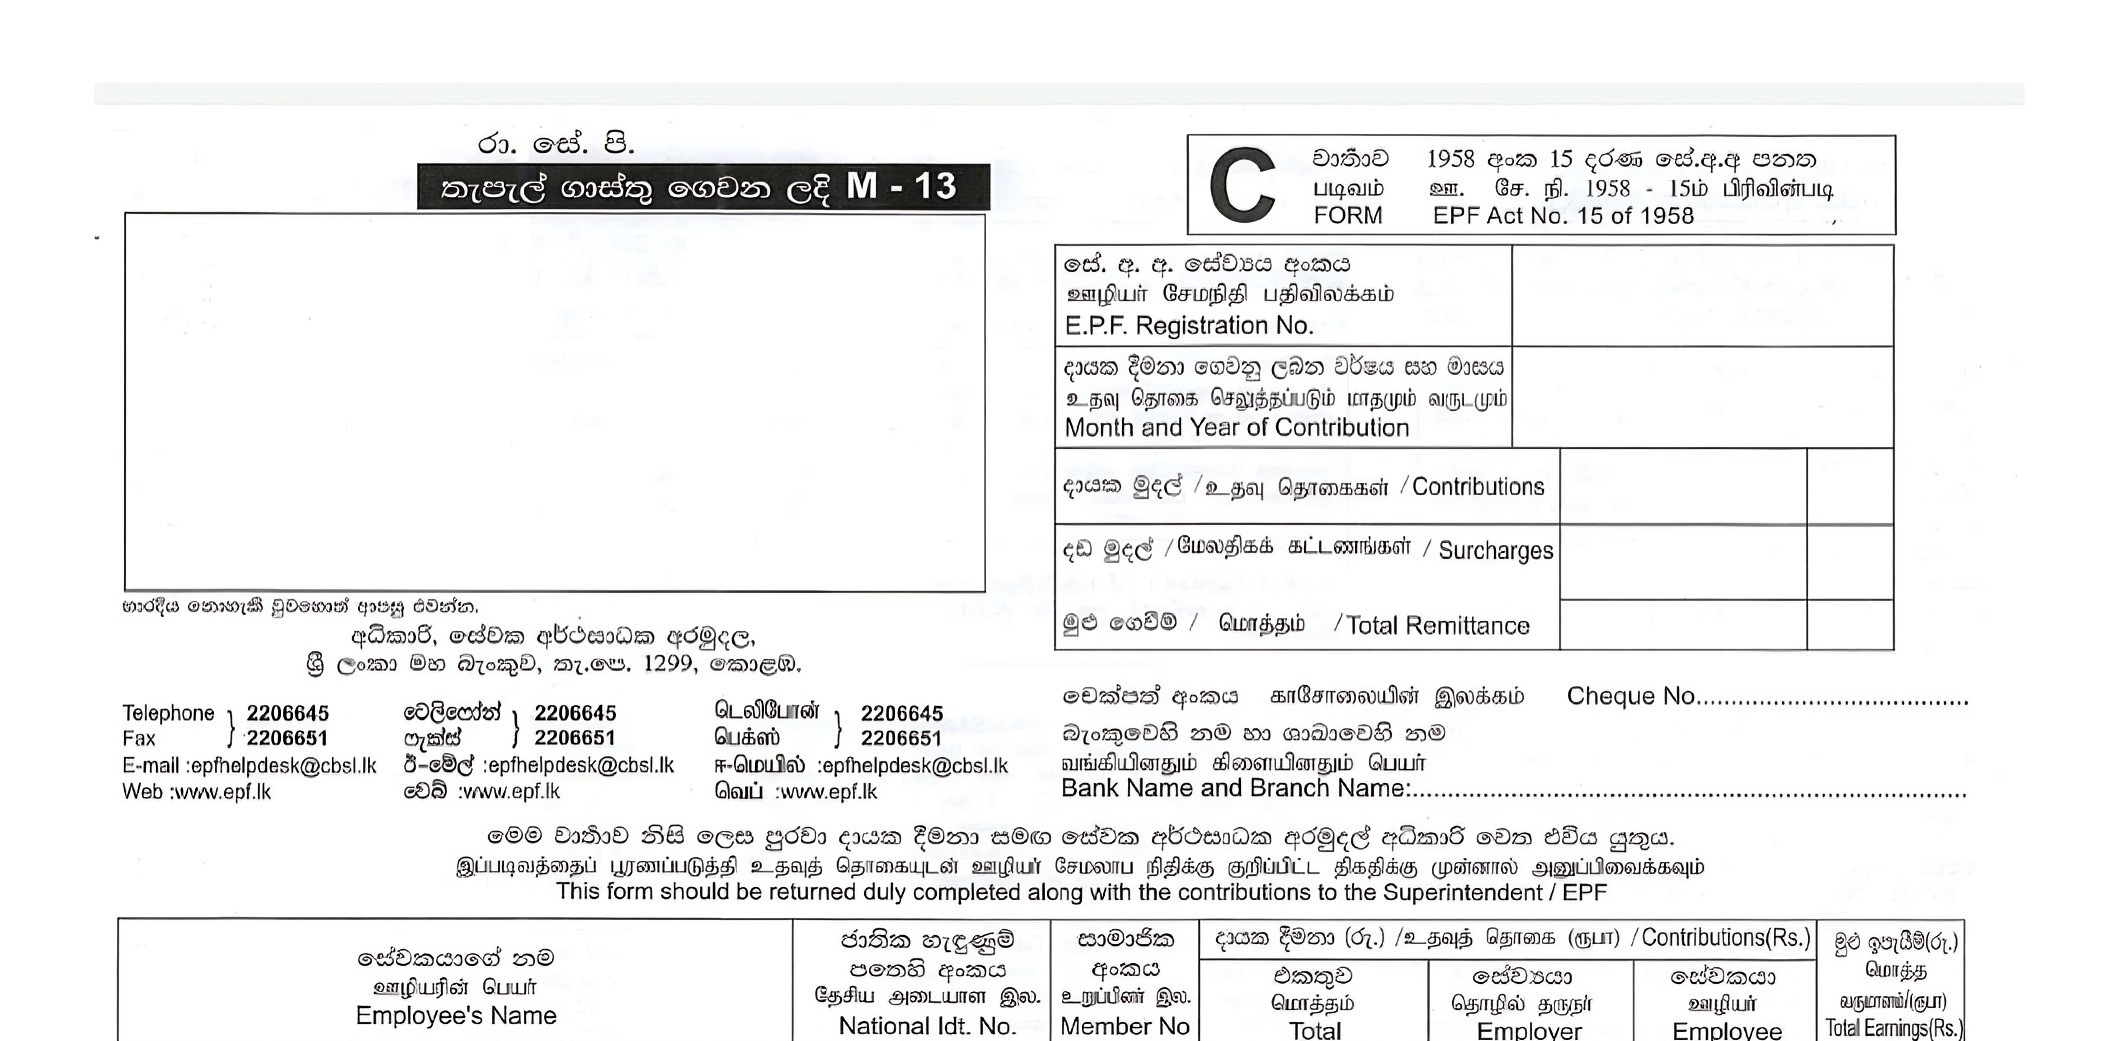 රා. සේ. පි.
තැපැල් ගාස්තු ගෙවන ලදි M - 13
C
වාර්තාව 1958 අංක 15 දරණ සේ.අ.අ පනත
படிவம் ஊ. சே. நி. 1958 - 15ம் பிரிவின்படி
FORM EPF Act No. 15 of 1958
සේ. අ. අ. සේව්‍යය අංකය
ஊழியர் சேமநிதி பதிவிலக்கம்
E.P.F. Registration No.
දායක දීමනා ගෙවනු ලබන වර්ෂය සහ මාසය
உதவு தொகை செலுத்தப்படும் மாதமும் வருடமும்
Month and Year of Contribution
දායක මුදල් / உதவு தொகைகள் / Contributions
දඩ මුදල් / மேலதிகக் கட்டணங்கள் / Surcharges
මුළු ගෙවීම් / மொத்தம் / Total Remittance
භාරදිය නොහැකි වුවහොත් ආපසු එවන්න.
අධිකාරි, සේවක අර්ථසාධක අරමුදල,
ශ්‍රී ලංකා මහ බැංකුව, තැ.පෙ. 1299, කොළඹ.
Telephone } 2206645
Fax } 2206651
E-mail :epfhelpdesk@cbsl.lk
Web :www.epf.lk
ටෙලිෆෝන් } 2206645
ෆැක්ස් } 2206651
ඊ-මේල් :epfhelpdesk@cbsl.lk
වෙබ් :www.epf.lk
டெலிபோன் } 2206645
பெக்ஸ் } 2206651
ஈ-மெயில் :epfhelpdesk@cbsl.lk
வெப் :www.epf.lk
චෙක්පත් අංකය காசோலையின் இலக்கம் Cheque No.......................................
බැංකුවෙහි නම හා ශාඛාවෙහි නම
வங்கியினதும் கிளையினதும் பெயர்
Bank Name and Branch Name:................................................................................
මෙම වාර්තාව නිසි ලෙස පුරවා දායක දීමනා සමඟ සේවක අර්ථසාධක අරමුදල් අධිකාරි වෙත එවිය යුතුය.
இப்படிவத்தைப் பூரணப்படுத்தி உதவுத் தொகையுடன் ஊழியர் சேமலாப நிதிக்கு குறிப்பிட்ட திகதிக்கு முன்னால் அனுப்பிவைக்கவும்
This form should be returned duly completed along with the contributions to the Superintendent / EPF
සේවකයාගේ නම
ஊழியரின் பெயர்
Employee's Name
ජාතික හැඳුණුම්
පතෙහි අංකය
தேசிய அடையாள இல.
National Idt. No.
සාමාජික
අංකය
உறுப்பினர் இல.
Member No
දායක දීමනා (රු.) / உதவுத் தொகை (ரூபா) / Contributions(Rs.)
එකතුව
மொத்தம்
Total
සේව්‍යයා
தொழில் தருநர்
Employer
සේවකයා
ஊழியர்
Employee
මුළු ඉපැයීම්(රු.)
மொத்த
வருமானம்/(ரூபா)
Total Earnings(Rs.)